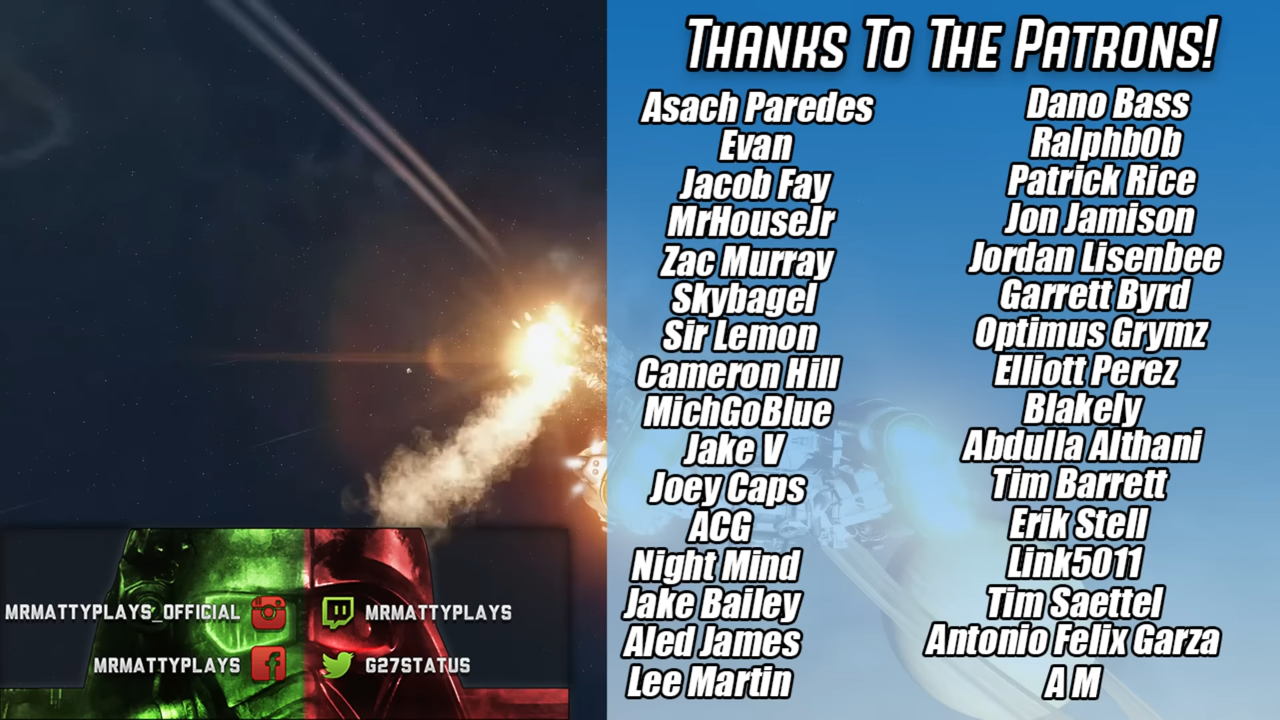 THANKS TO THE PATRONS!
Asach Paredes
Evan
Jacob Fay
MrHouseJr
Zac Murray
Skybagel
Sir Lemon
Cameron Hill
MichGoBlue
Jake V
Joey Caps
ACG
Night Mind
Jake Bailey
Aled James
Lee Martin
Dano Bass
Ralphb0b
Patrick Rice
Jon Jamison
Jordan Lisenbee
Garrett Byrd
Optimus Grymz
Elliott Perez
Blakely
Abdulla Althani
Tim Barrett
Erik Stell
Link5011
Tim Saettel
Antonio Felix Garza
A M
MRMATTYPLAYS_OFFICIAL
MRMATTYPLAYS
MRMATTYPLAYS
G27STATUS